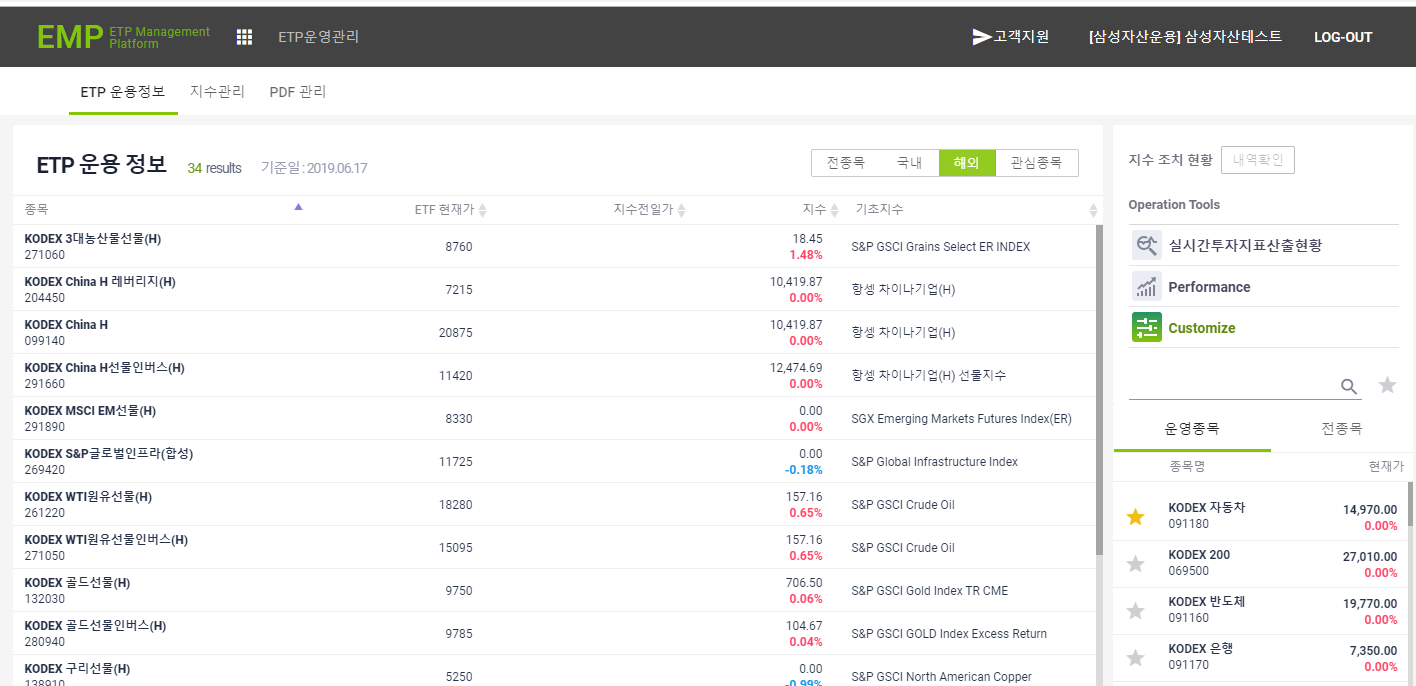 EMP ETP Management Platform ETP운영관리 고객지원 [삼성자산운용] 삼성자산테스트 LOG-OUT
ETP 운용정보 지수관리 PDF 관리
ETP 운용 정보 34 results 기준일 : 2019.06.17 전종목 국내 해외 관심종목
종목 ETF 현재가 지수전일가 지수 기초지수
KODEX 3대농산물선물(H) 8760 18.45 S&P GSCI Grains Select ER INDEX
271060 1.48%
KODEX China H 레버리지(H) 7215 10,419.87 항셍 차이나기업(H)
204450 0.00%
KODEX China H 20875 10,419.87 항셍 차이나기업(H)
099140 0.00%
KODEX China H선물인버스(H) 11420 12,474.69 항셍 차이나기업(H) 선물지수
291660 0.00%
KODEX MSCI EM선물(H) 8330 0.00 SGX Emerging Markets Futures Index(ER)
291890 0.00%
KODEX S&P글로벌인프라(합성) 11725 0.00 S&P Global Infrastructure Index
269420 -0.18%
KODEX WTI원유선물(H) 18280 157.16 S&P GSCI Crude Oil
261220 0.65%
KODEX WTI원유선물인버스(H) 15095 157.16 S&P GSCI Crude Oil
271050 0.65%
KODEX 골드선물(H) 9750 706.50 S&P GSCI Gold Index TR CME
132030 0.06%
KODEX 골드선물인버스(H) 9785 104.67 S&P GSCI GOLD Index Excess Return
280940 0.04%
KODEX 구리선물(H) 5250 0.00 S&P GSCI North American Copper
138910 -0.99%
지수 조치 현황 내역확인
Operation Tools
실시간투자지표산출현황
Performance
Customize
운영종목 전종목
종목명 현재가
KODEX 자동차 14,970.00
091180 0.00%
KODEX 200 27,010.00
069500 0.00%
KODEX 반도체 19,770.00
091160 0.00%
KODEX 은행 7,350.00
091170 0.00%